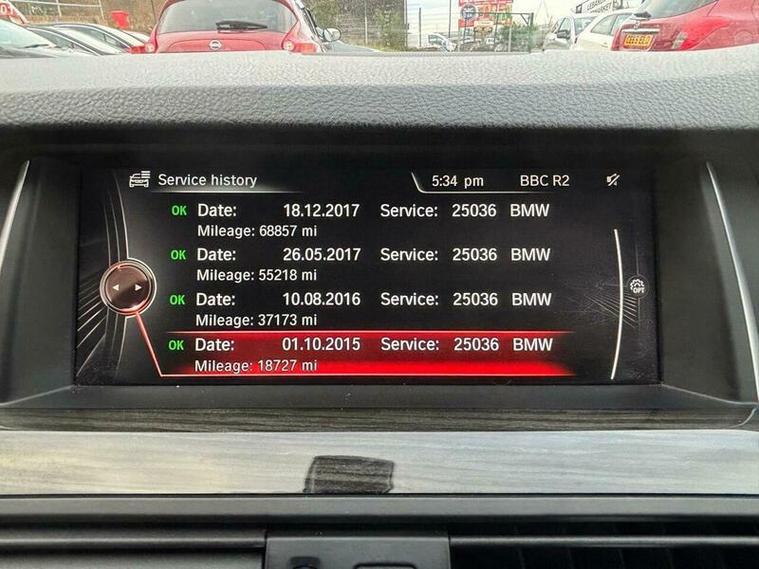 Service history 5:34 pm BBC R2
OK Date: 18.12.2017 Service: 25036 BMW
Mileage: 68857 mi
OK Date: 26.05.2017 Service: 25036 BMW
Mileage: 55218 mi
OK Date: 10.08.2016 Service: 25036 BMW
Mileage: 37173 mi
OK Date: 01.10.2015 Service: 25036 BMW
Mileage: 18727 mi
OPT